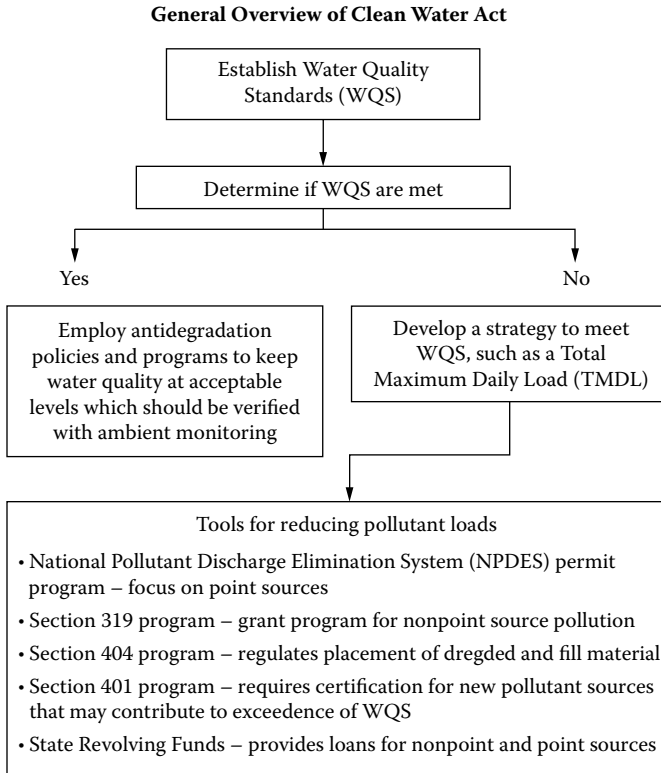 General Overview of Clean Water Act
Establish Water Quality
Standards (WQS)
Determine if WQS are met
Yes
No
Employ antidegradation
policies and programs to keep
water quality at acceptable
levels which should be verified
with ambient monitoring
Develop a strategy to meet
WQS, such as a Total
Maximum Daily Load (TMDL)
Tools for reducing pollutant loads
• National Pollutant Discharge Elimination System (NPDES) permit
program – focus on point sources
• Section 319 program – grant program for nonpoint source pollution
• Section 404 program – regulates placement of dregded and fill material
• Section 401 program – requires certification for new pollutant sources
that may contribute to exceedence of WQS
• State Revolving Funds – provides loans for nonpoint and point sources